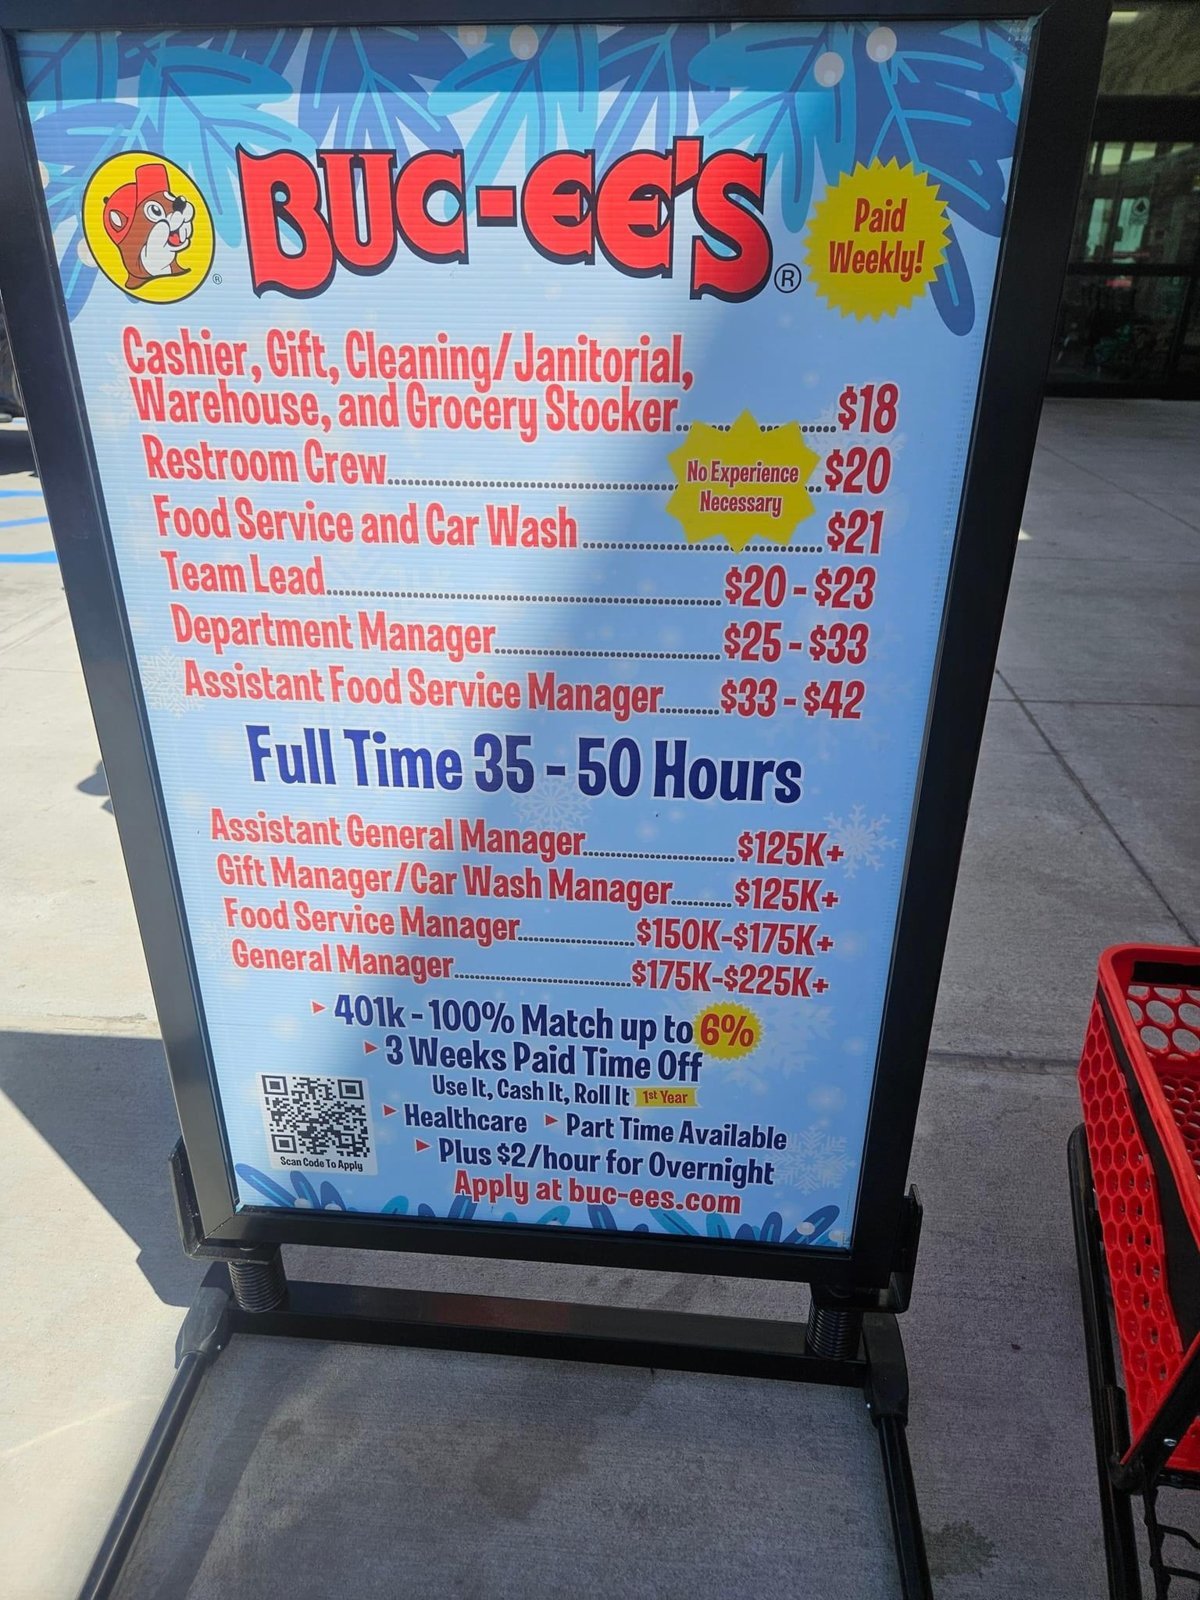 BUC-EE'S®
Paid
Weekly!
®
Cashier, Gift, Cleaning/Janitorial,
Warehouse, and Grocery Stocker..........$18
Restroom Crew..........$20
No Experience
Necessary
Food Service and Car Wash..........$21
Team Lead..........$20 - $23
Department Manager..........$25 - $33
Assistant Food Service Manager..........$33 - $42
Full Time 35 - 50 Hours
Assistant General Manager..........$125K+
Gift Manager/Car Wash Manager..........$125K+
Food Service Manager..........$150K-$175K+
General Manager..........$175K-$225K+
401k - 100% Match up to 6%
3 Weeks Paid Time Off
Use It, Cash It, Roll It 1st Year
Healthcare Part Time Available
Plus $2/hour for Overnight
Scan Code To Apply
Apply at buc-ees.com